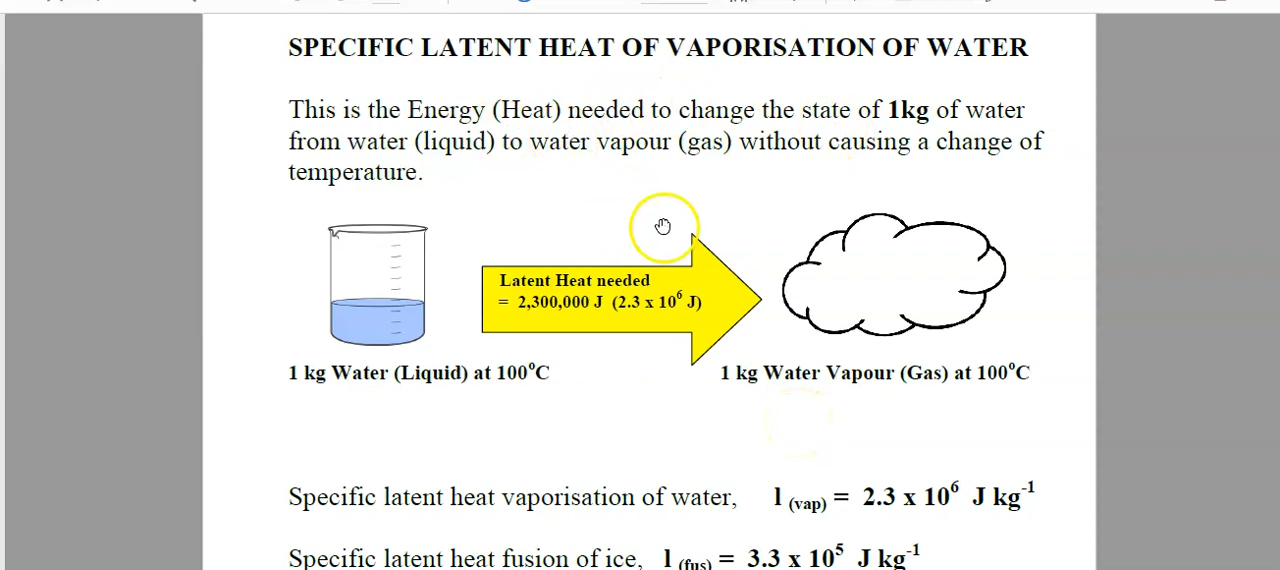 SPECIFIC LATENT HEAT OF VAPORISATION OF WATER
This is the Energy (Heat) needed to change the state of 1kg of water
from water (liquid) to water vapour (gas) without causing a change of
temperature.
Latent Heat needed
= 2,300,000 J (2.3 x 10⁶ J)
1 kg Water (Liquid) at 100⁰C
1 kg Water Vapour (Gas) at 100⁰C
Specific latent heat vaporisation of water, l (vap) = 2.3 x 10⁶ J kg⁻¹
Specific latent heat fusion of ice, l (fus) = 3.3 x 10⁵ J kg⁻¹